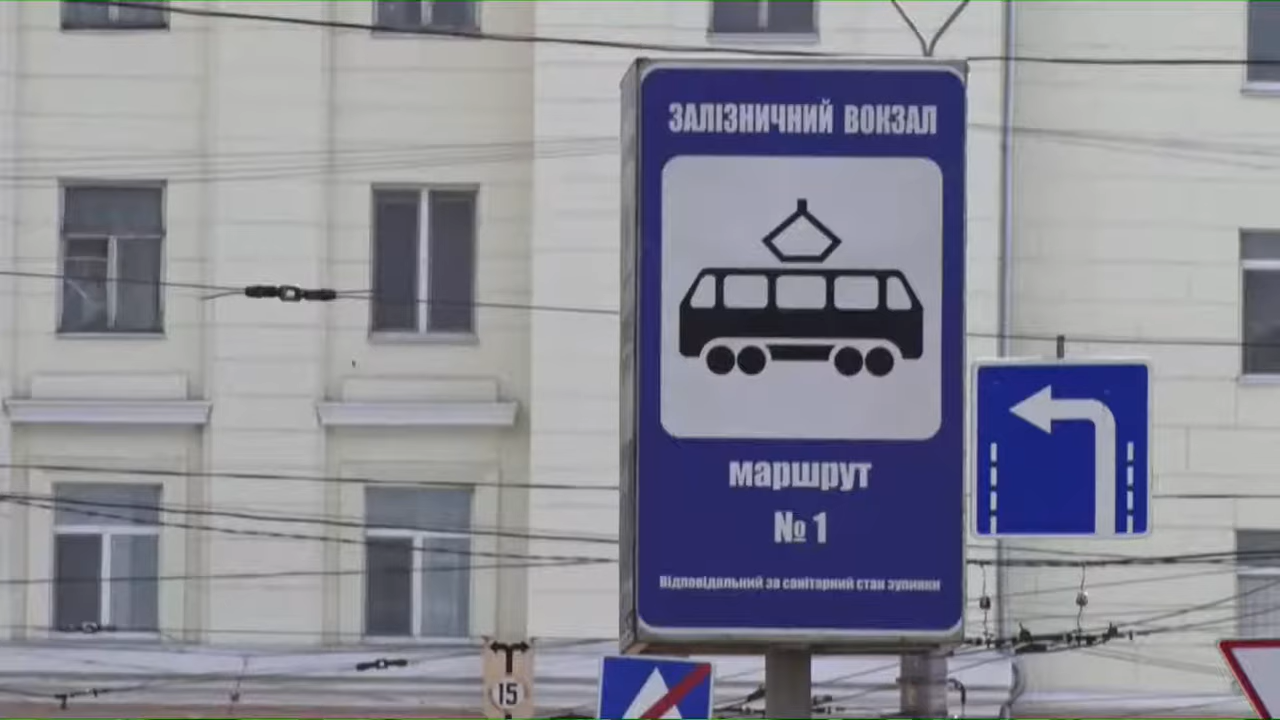 ЗАЛІЗНИЧНИЙ ВОКЗАЛ
маршрут
№ 1
Відповідальний за санітарний стан зупинки
15